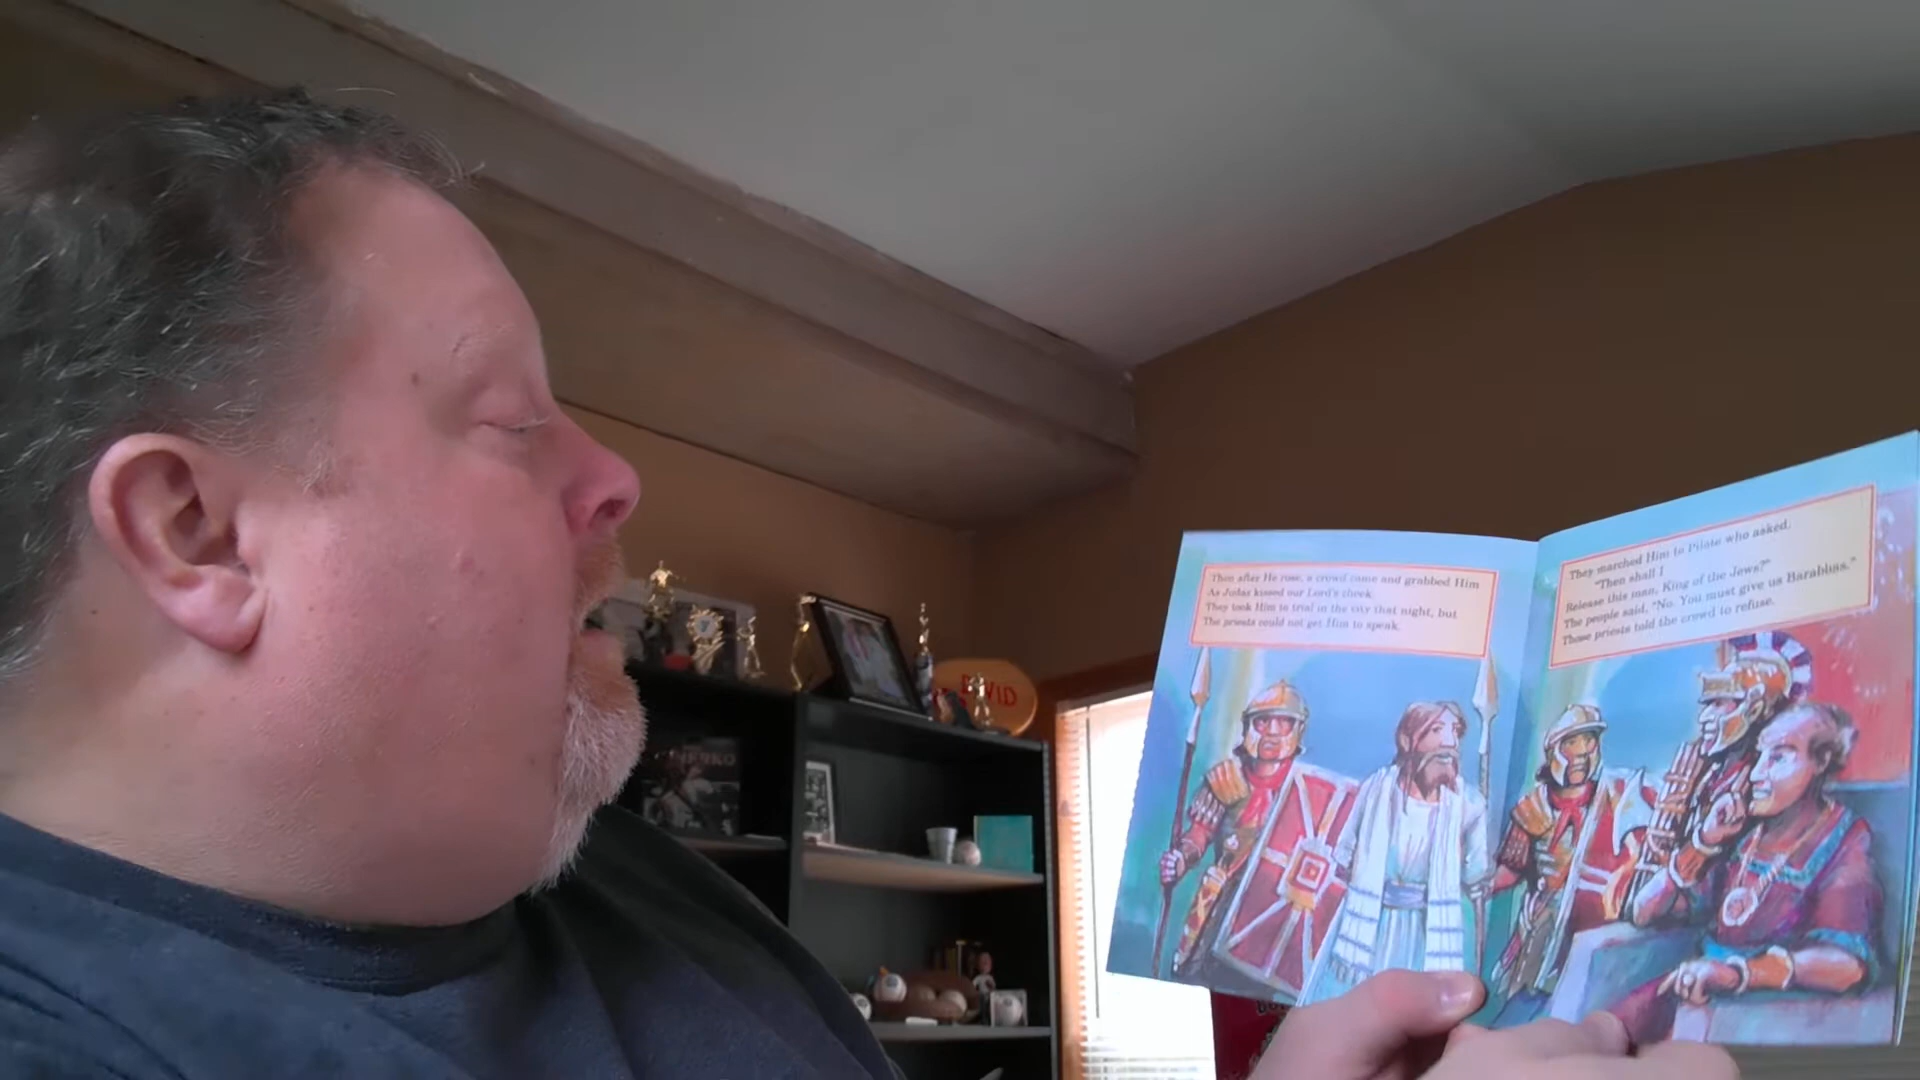 Then after He rose, a crowd came and grabbed Him
As Judas kissed our Lord's cheek.
They took Him to trial in the city that night, but
The priests could not get Him to speak.
They marched Him to Pilate who asked,
"Then shall I
Release this man, King of the Jews?"
The people said, "No. You must give us Barabbas."
Those priests told the crowd to refuse.